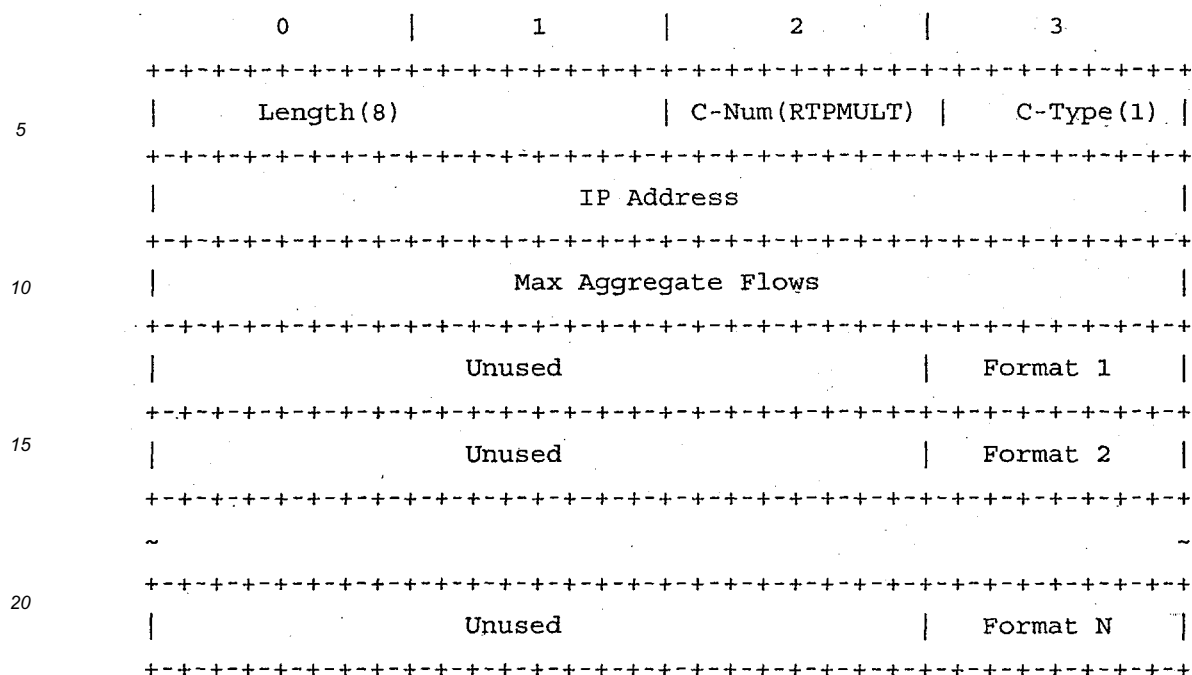 0 | 1 | 2 | 3
+-+-+-+-+-+-+-+-+-+-+-+-+-+-+-+-+-+-+-+-+-+-+-+-+-+-+-+-+-+-+-+-+
5 | Length(8) | C-Num(RTPMULT) | C-Type(1) |
+-+-+-+-+-+-+-+-+-+-+-+-+-+-+-+-+-+-+-+-+-+-+-+-+-+-+-+-+-+-+-+-+
| IP Address |
+-+-+-+-+-+-+-+-+-+-+-+-+-+-+-+-+-+-+-+-+-+-+-+-+-+-+-+-+-+-+-+-+
10 | Max Aggregate Flows |
+-+-+-+-+-+-+-+-+-+-+-+-+-+-+-+-+-+-+-+-+-+-+-+-+-+-+-+-+-+-+-+-+
| Unused | Format 1 |
+-+-+-+-+-+-+-+-+-+-+-+-+-+-+-+-+-+-+-+-+-+-+-+-+-+-+-+-+-+-+-+-+
15 | Unused | Format 2 |
+-+-+-+-+-+-+-+-+-+-+-+-+-+-+-+-+-+-+-+-+-+-+-+-+-+-+-+-+-+-+-+-+
~ ~
+-+-+-+-+-+-+-+-+-+-+-+-+-+-+-+-+-+-+-+-+-+-+-+-+-+-+-+-+-+-+-+-+
20 | Unused | Format N |
+-+-+-+-+-+-+-+-+-+-+-+-+-+-+-+-+-+-+-+-+-+-+-+-+-+-+-+-+-+-+-+-+